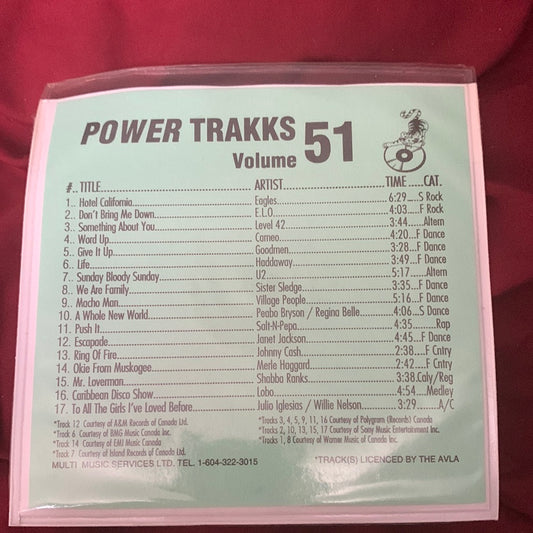 POWER TRAKKS
Volume 51
#.. TITLE ARTIST TIME CAT.
1.. Hotel California Eagles 6:29 S Rock
2.. Don't Bring Me Down E.L.O. 4:03 F Rock
3.. Something About You Level 42 3:44 Altern
4.. Word Up Cameo 4:20 F Dance
5.. Give It Up Goodmen 3:28 F Dance
6.. Life Haddaway 3:49 F Dance
7.. Sunday Bloody Sunday U2 5:17 Altern
8.. We Are Family Sister Sledge 3:35 F Dance
9.. Macho Man Village People 5:16 F Dance
10. A Whole New World Peabo Bryson / Regina Belle 4:06 S Dance
11. Push It Salt-N-Pepa 4:35 Rap
12. Escapade Janet Jackson 4:45 F Dance
13. Ring Of Fire Johnny Cash 2:38 F Cntry
14. Okie From Muskogee Merle Haggard 2:42 F Cntry
15. Mr. Loverman Shabba Ranks 3:38 Caly/Reg
16. Caribbean Disco Show Lobo 4:54 Medley
17. To All The Girls I've Loved Before Julio Iglesias / Willie Nelson 3:29 A/C
*Track 12 Courtesy of A&M Records of Canada Ltd. *Tracks 3, 4, 5, 9, 11, 16 Courtesy of Polygram (Records) Canada
*Track 6 Courtesy of BMG Music Canada Inc. *Tracks 2, 10, 13, 15, 17 Courtesy of Sony Music Entertainment Inc.
*Track 14 Courtesy of EMI Music Canada *Tracks 1, 8 Courtesy of Warner Music of Canada Inc.
*Track 7 Courtesy of Island Records of Canada Ltd.
MULTI MUSIC SERVICES LTD. TEL. 1-604-322-3015 *TRACK(S) LICENCED BY THE AVLA